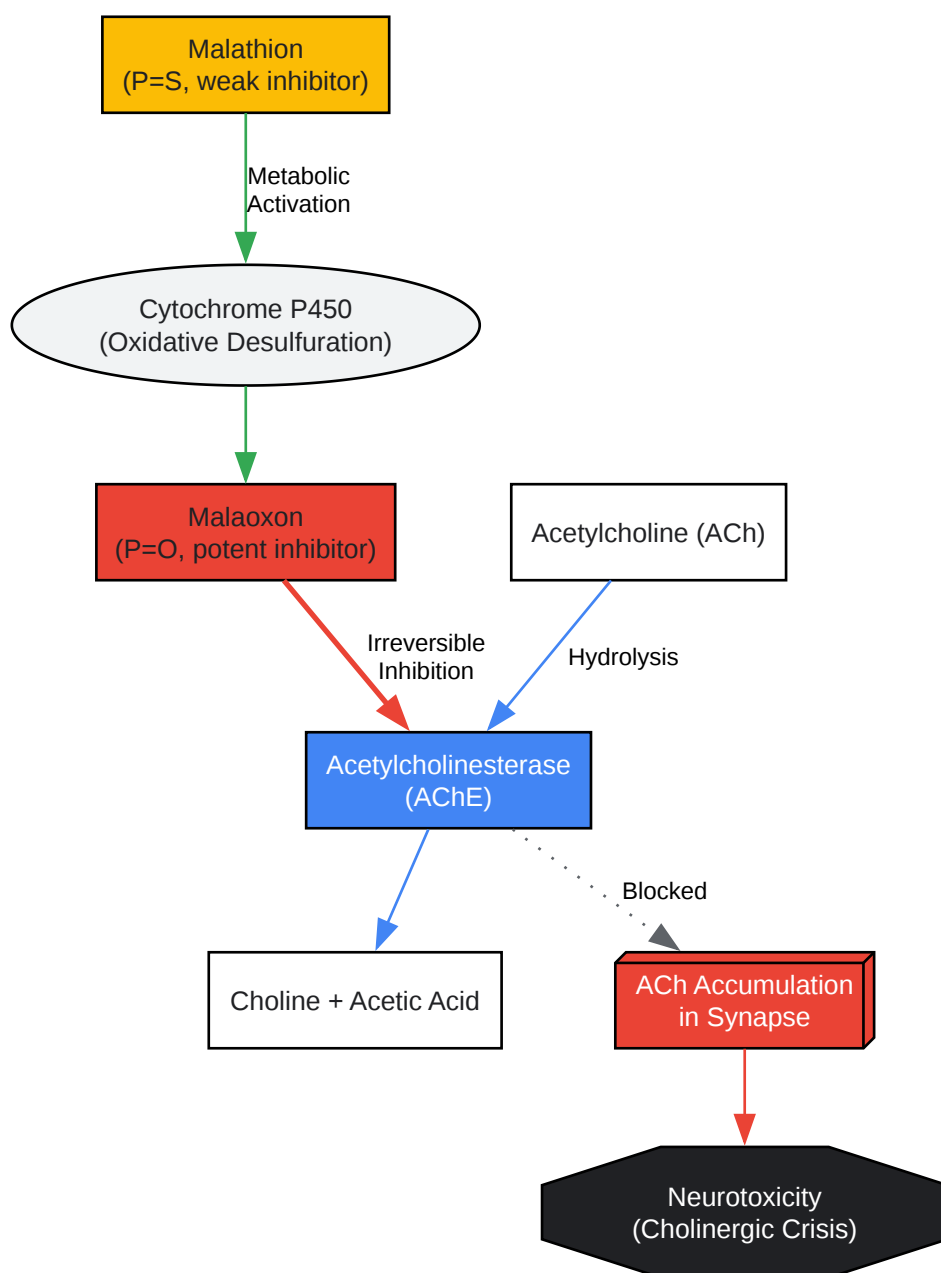 Malathion
(P=S, weak inhibitor)
Metabolic
Activation
Cytochrome P450
(Oxidative Desulfuration)
Malaoxon
(P=O, potent inhibitor)
Acetylcholine (ACh)
Irreversible
Inhibition
Hydrolysis
Acetylcholinesterase
(AChE)
Blocked
Choline + Acetic Acid
ACh Accumulation
in Synapse
Neurotoxicity
(Cholinergic Crisis)